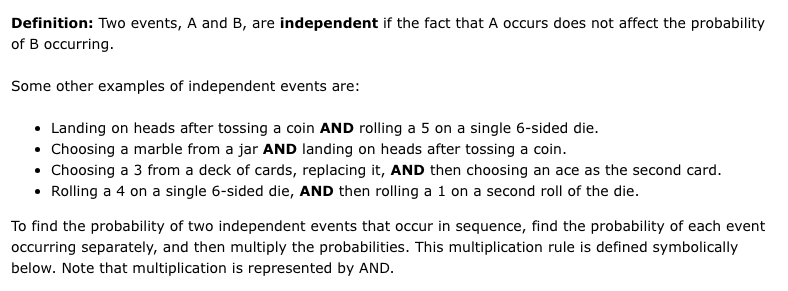 Definition: Two events, A and B, are independent if the fact that A occurs does not affect the probability
of B occurring.
Some other examples of independent events are:
• Landing on heads after tossing a coin AND rolling a 5 on a single 6-sided die.
• Choosing a marble from a jar AND landing on heads after tossing a coin.
• Choosing a 3 from a deck of cards, replacing it, AND then choosing an ace as the second card.
• Rolling a 4 on a single 6-sided die, AND then rolling a 1 on a second roll of the die.
To find the probability of two independent events that occur in sequence, find the probability of each event
occurring separately, and then multiply the probabilities. This multiplication rule is defined symbolically
below. Note that multiplication is represented by AND.